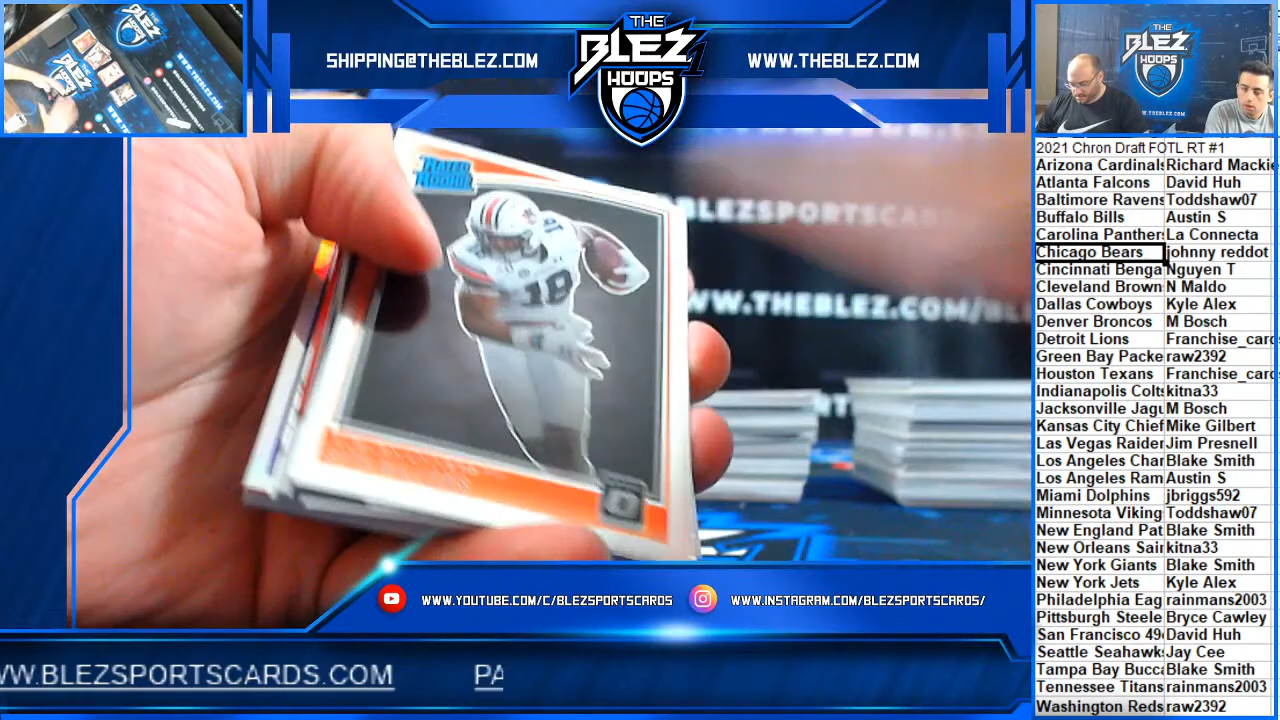 SHIPPING@THEBLEZ.COM
THE
BLEZ
HOOPS
WWW.THEBLEZ.COM
THE
BLEZ
HOOPS
WWW.THEBLEZ.COM
RATED
ROOKIE
18
BLEZSPORTSCARDS
WWW.THEBLEZ.COM/BLE
2021 Chron Draft FOTL RT #1
Arizona Cardinals Richard Mackie
Atlanta Falcons David Huh
Baltimore Ravens Toddshaw07
Buffalo Bills Austin S
Carolina Panther La Connecta
Chicago Bears johnny reddot
Cincinnati Benga Nguyen T
Cleveland Brown N Maldo
Dallas Cowboys Kyle Alex
Denver Broncos M Bosch
Detroit Lions Franchise_card
Green Bay Packe raw2392
Houston Texans Franchise_card
Indianapolis Colts kitna33
Jacksonville Jagu M Bosch
Kansas City Chief Mike Gilbert
Las Vegas Raider Jim Presnell
Los Angeles Char Blake Smith
Los Angeles Ram Austin S
Miami Dolphins jbriggs592
Minnesota Viking Toddshaw07
New England Pat Blake Smith
New Orleans Sai kitna33
New York Giants Blake Smith
New York Jets Kyle Alex
Philadelphia Eag rainmans2003
Pittsburgh Steele Bryce Cawley
San Francisco 49 David Huh
Seattle Seahawk Jay Cee
Tampa Bay Bucca Blake Smith
Tennessee Titans rainmans2003
Washington Reds raw2392
WWW.YOUTUBE.COM/C/BLEZSPORTSCARDS
WWW.INSTAGRAM.COM/BLEZSPORTSCARDS/
WW.BLEZSPORTSCARDS.COM
PA